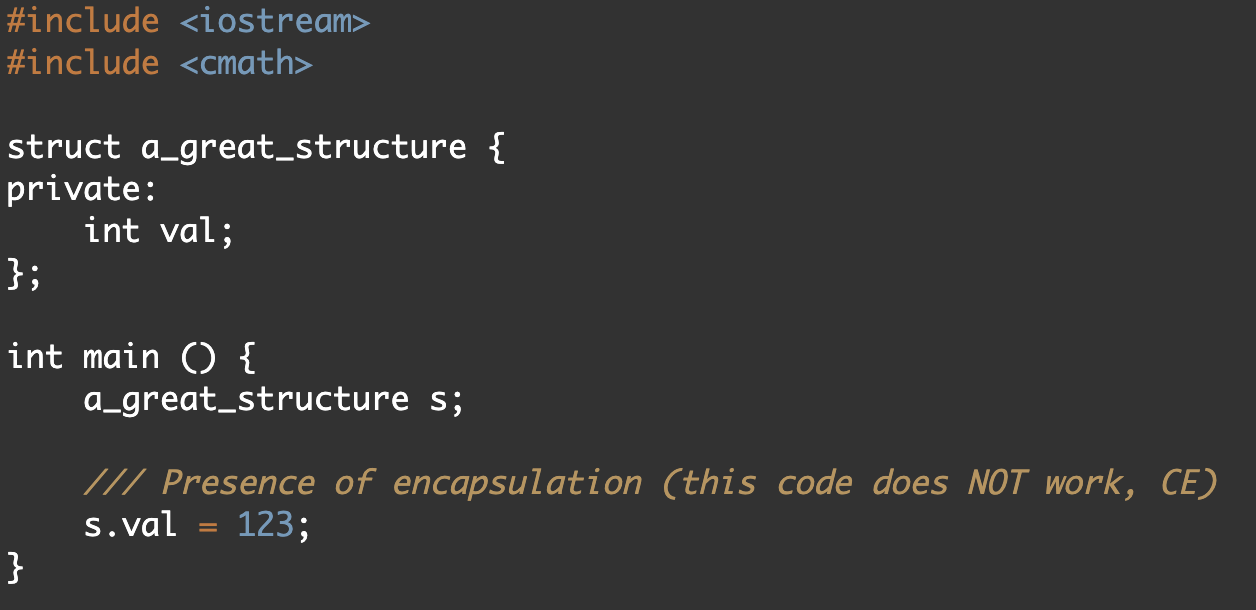 #include <iostream>
#include <cmath>

struct a_great_structure {
private:
    int val;
};

int main () {
    a_great_structure s;

    /// Presence of encapsulation (this code does NOT work, CE)
    s.val = 123;
}